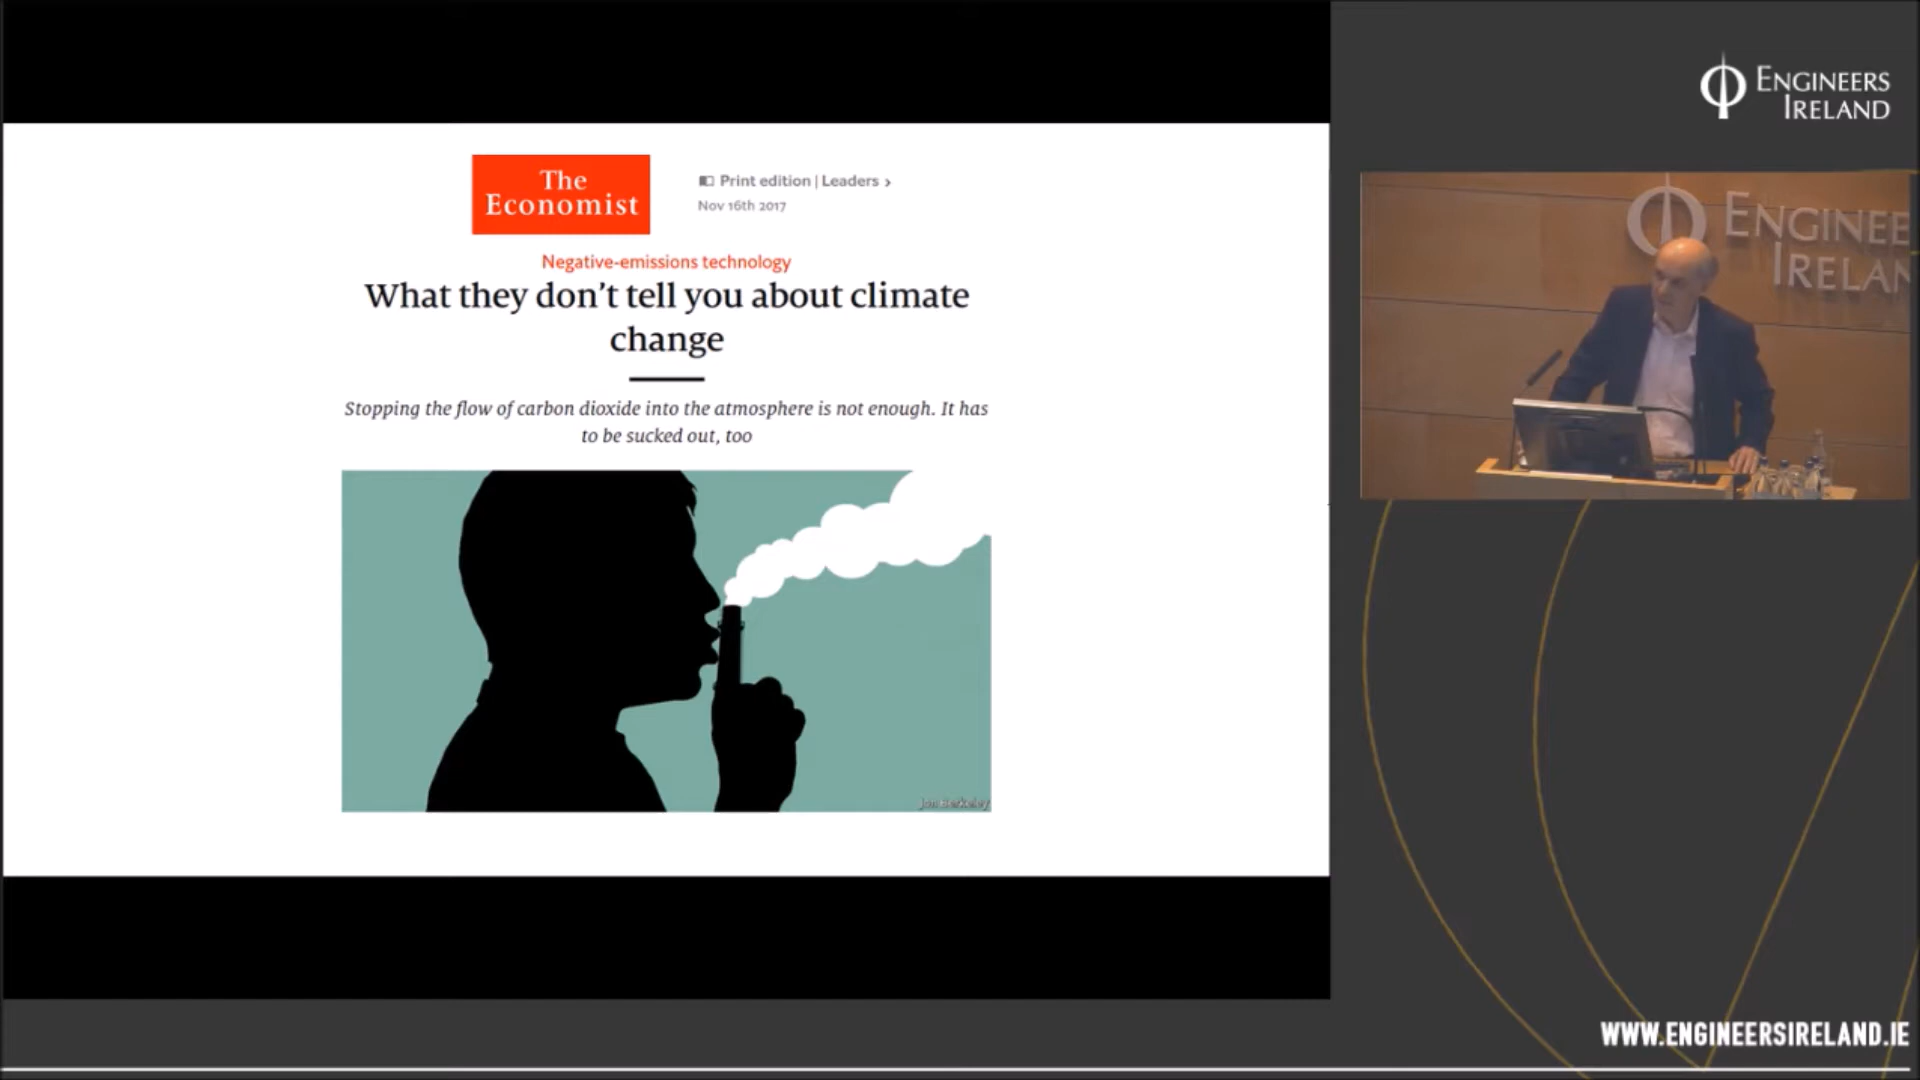 The
Economist
Print edition | Leaders ›
Nov 16th 2017
Negative-emissions technology
What they don't tell you about climate
change
Stopping the flow of carbon dioxide into the atmosphere is not enough. It has
to be sucked out, too
Jon Berkeley
ENGINEERS
IRELAND
ENGINEE
IRELAN
WWW.ENGINEERSIRELAND.IE